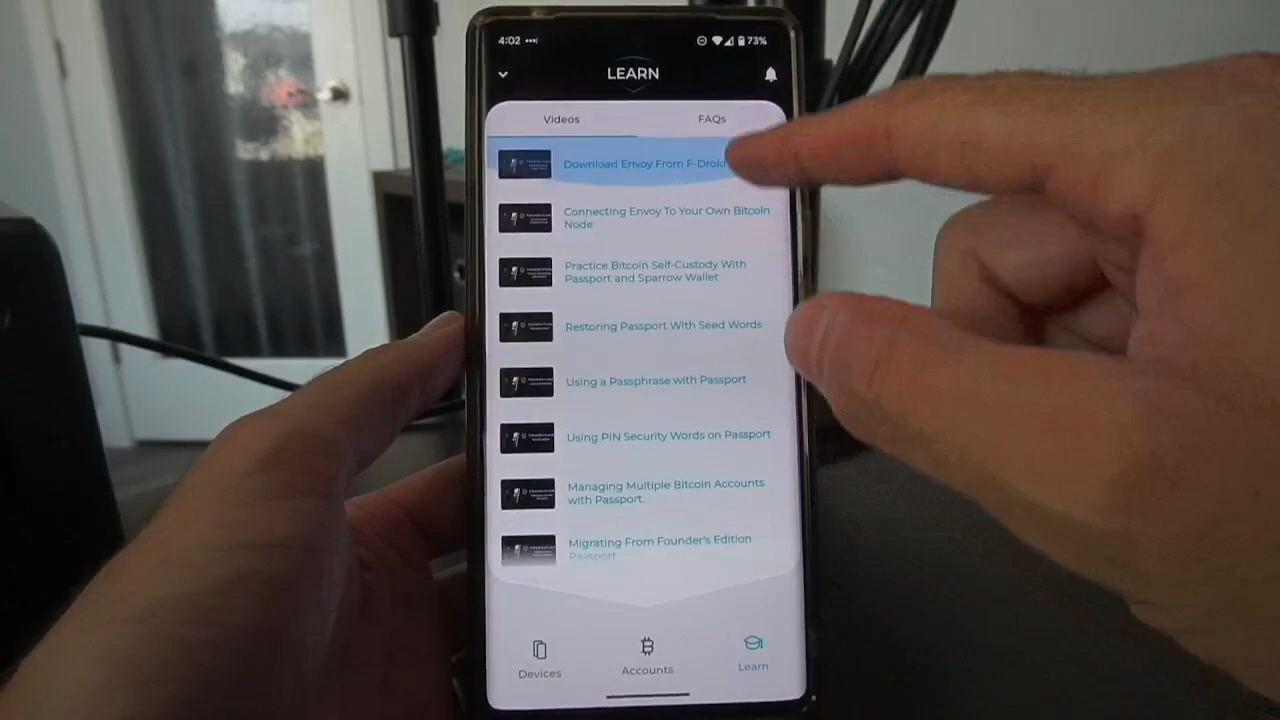 4:02
73%
LEARN
Videos
FAQs
Download Envoy From F-Droid
Connecting Envoy To Your Own Bitcoin
Node
Practice Bitcoin Self-Custody With
Passport and Sparrow Wallet
Restoring Passport With Seed Words
Using a Passphrase with Passport
Using PIN Security Words on Passport
Managing Multiple Bitcoin Accounts
with Passport.
Migrating From Founder's Edition
Passport
Devices
Accounts
Learn